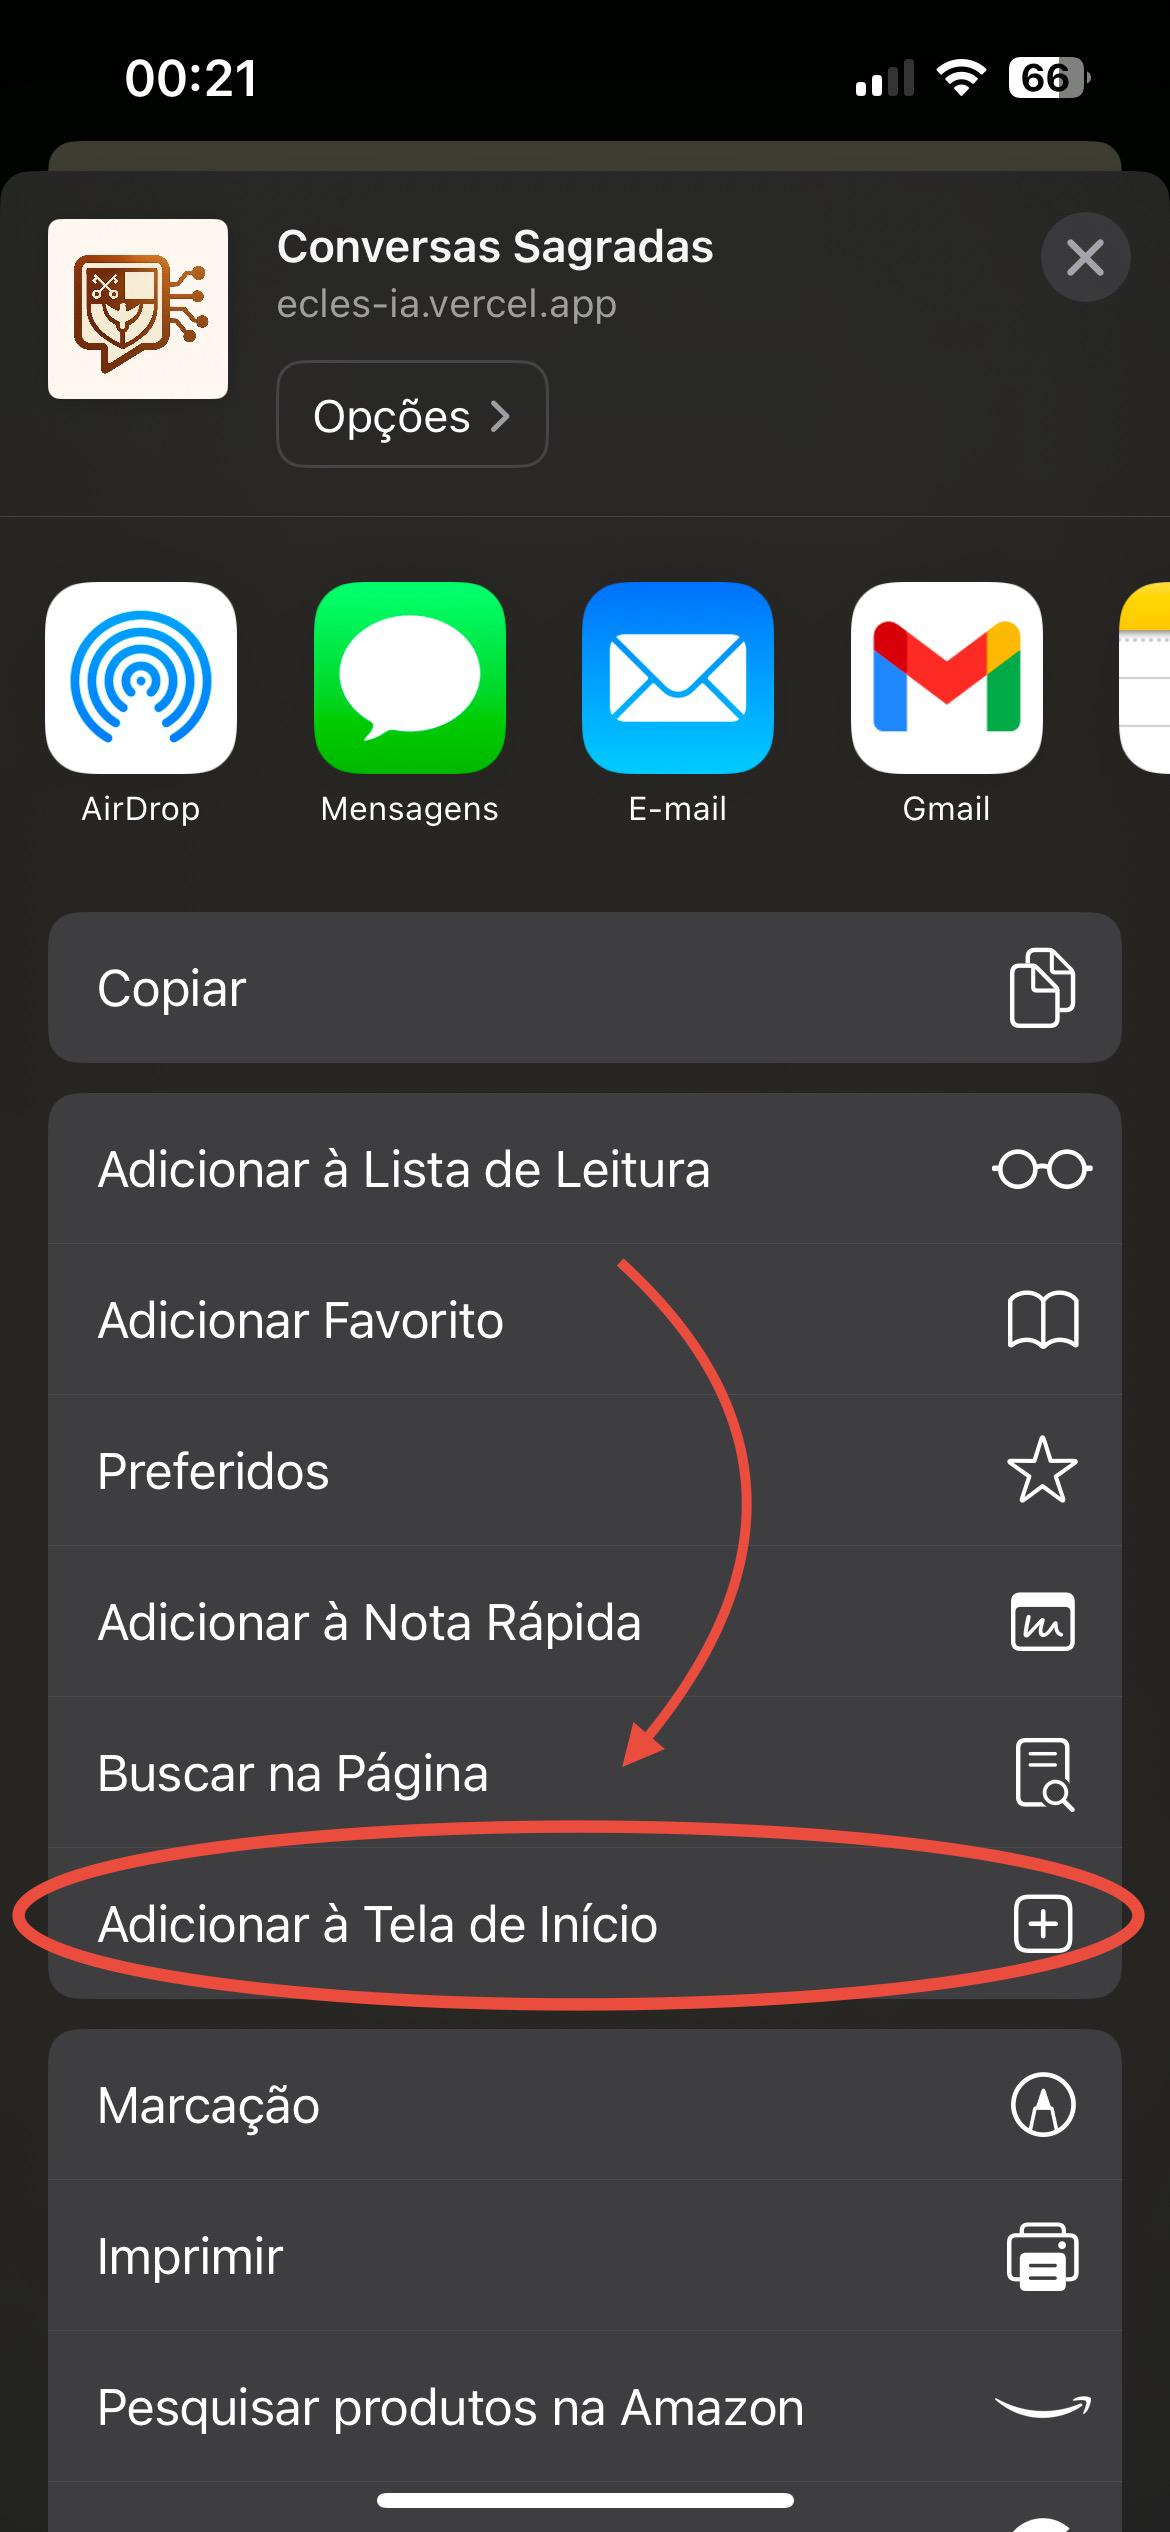 00:21
66
Conversas Sagradas
ecles-ia.vercel.app
Opções
AirDrop
Mensagens
E-mail
Gmail
Copiar
Adicionar à Lista de Leitura
Adicionar Favorito
Preferidos
Adicionar à Nota Rápida
Buscar na Página
Adicionar à Tela de Início
Marcação
Imprimir
Pesquisar produtos na Amazon